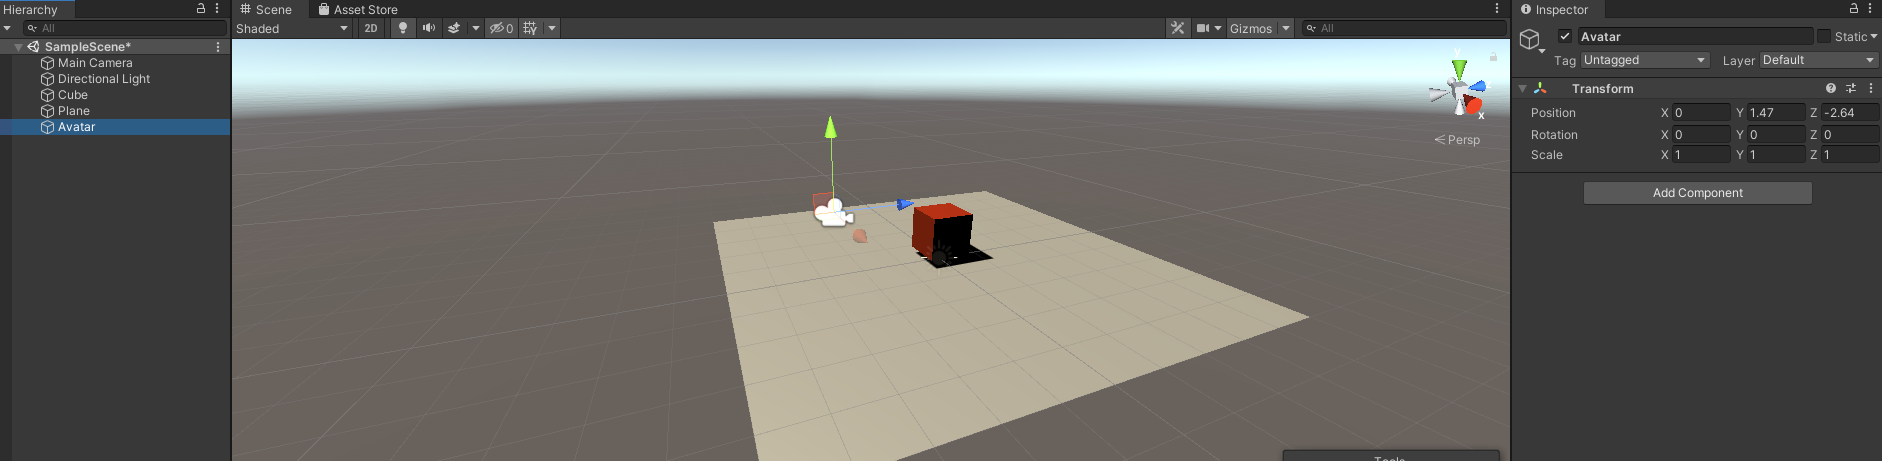 Hierarchy
All
SampleScene*
Main Camera
Directional Light
Cube
Plane
Avatar
Scene
Asset Store
Shaded
2D
0
Gizmos
All
Y
x
Persp
Tools
Inspector
Avatar
Static
Tag Untagged
Layer Default
Transform
Position X 0 Y 1.47 Z -2.64
Rotation X 0 Y 0 Z 0
Scale X 1 Y 1 Z 1
Add Component